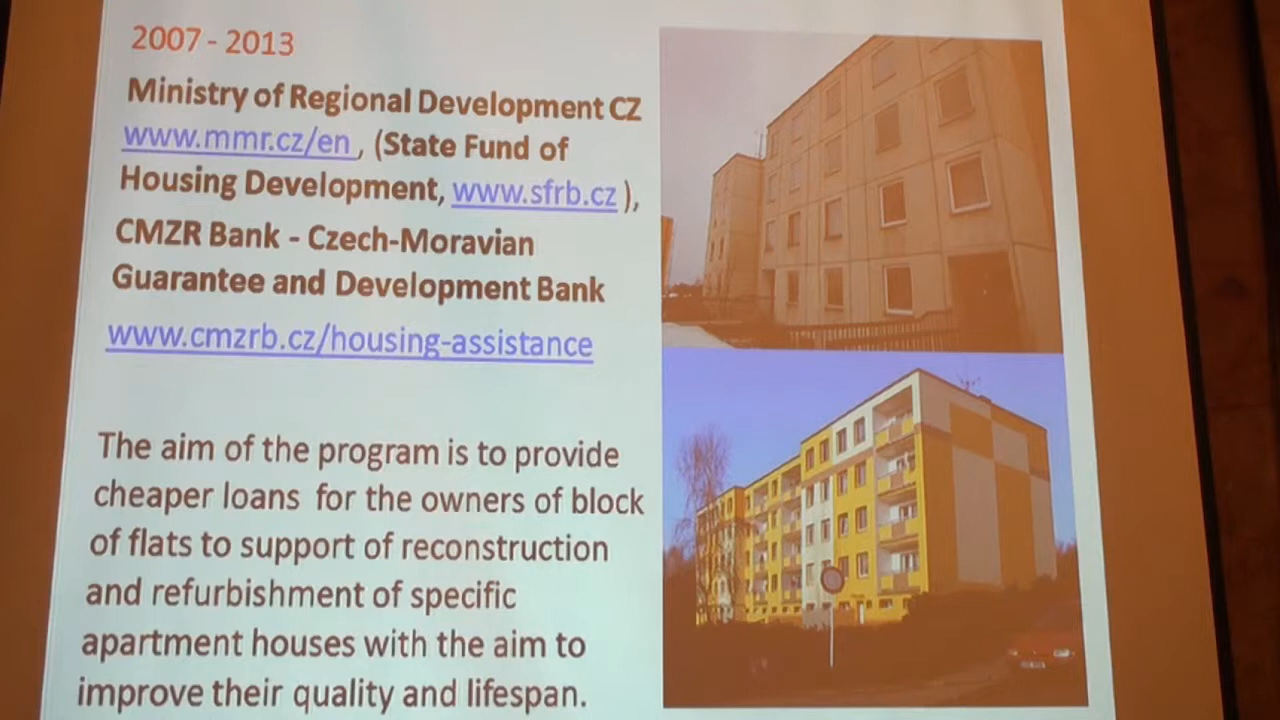 2007 - 2013
Ministry of Regional Development CZ
www.mmr.cz/en , (State Fund of
Housing Development, www.sfrb.cz ),
CMZR Bank - Czech-Moravian
Guarantee and Development Bank
www.cmzrb.cz/housing-assistance
The aim of the program is to provide
cheaper loans for the owners of block
of flats to support of reconstruction
and refurbishment of specific
apartment houses with the aim to
improve their quality and lifespan.